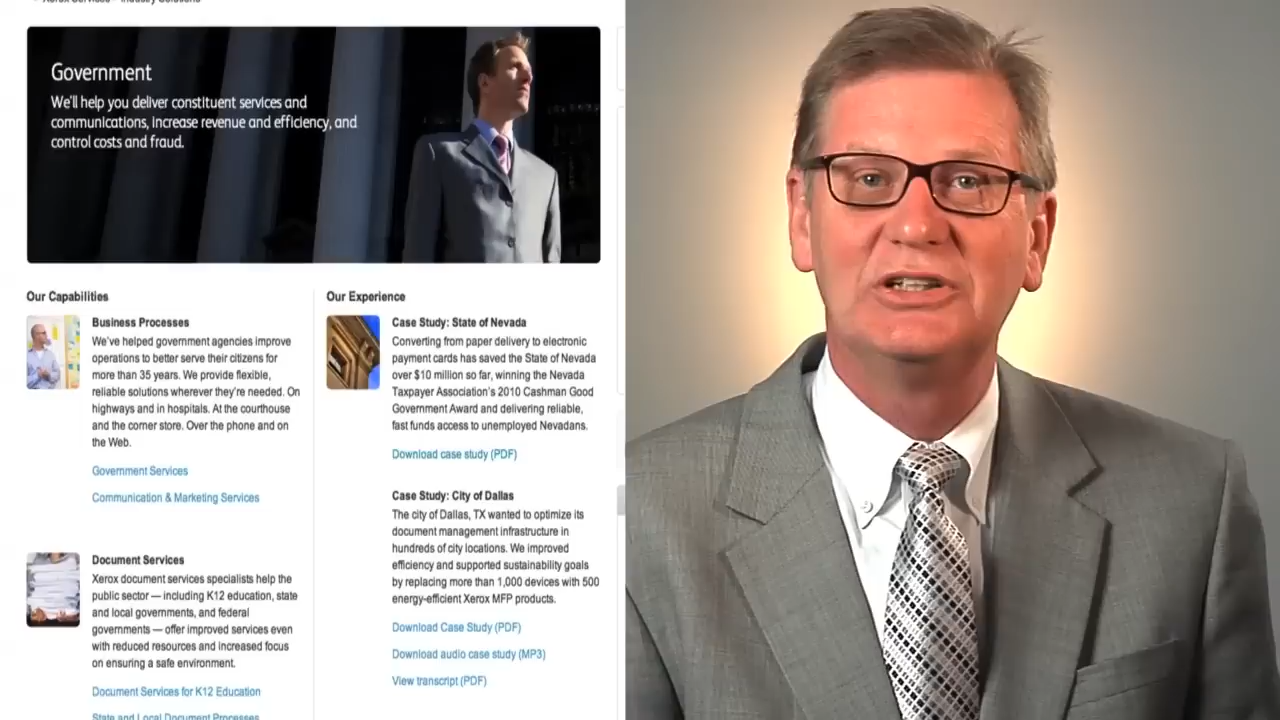 Xerox Services Industry Solutions
Government
We'll help you deliver constituent services and
communications, increase revenue and efficiency, and
control costs and fraud.
Our Capabilities
Business Processes
We've helped government agencies improve
operations to better serve their citizens for
more than 35 years. We provide flexible,
reliable solutions wherever they're needed. On
highways and in hospitals. At the courthouse
and the corner store. Over the phone and on
the Web.
Government Services
Communication & Marketing Services
Document Services
Xerox document services specialists help the
public sector — including K12 education, state
and local governments, and federal
governments — offer improved services even
with reduced resources and increased focus
on ensuring a safe environment.
Document Services for K12 Education
State and Local Document Processes
Our Experience
Case Study: State of Nevada
Converting from paper delivery to electronic
payment cards has saved the State of Nevada
over $10 million so far, winning the Nevada
Taxpayer Association's 2010 Cashman Good
Government Award and delivering reliable,
fast funds access to unemployed Nevadans.
Download case study (PDF)
Case Study: City of Dallas
The city of Dallas, TX wanted to optimize its
document management infrastructure in
hundreds of city locations. We improved
efficiency and supported sustainability goals
by replacing more than 1,000 devices with 500
energy-efficient Xerox MFP products.
Download Case Study (PDF)
Download audio case study (MP3)
View transcript (PDF)